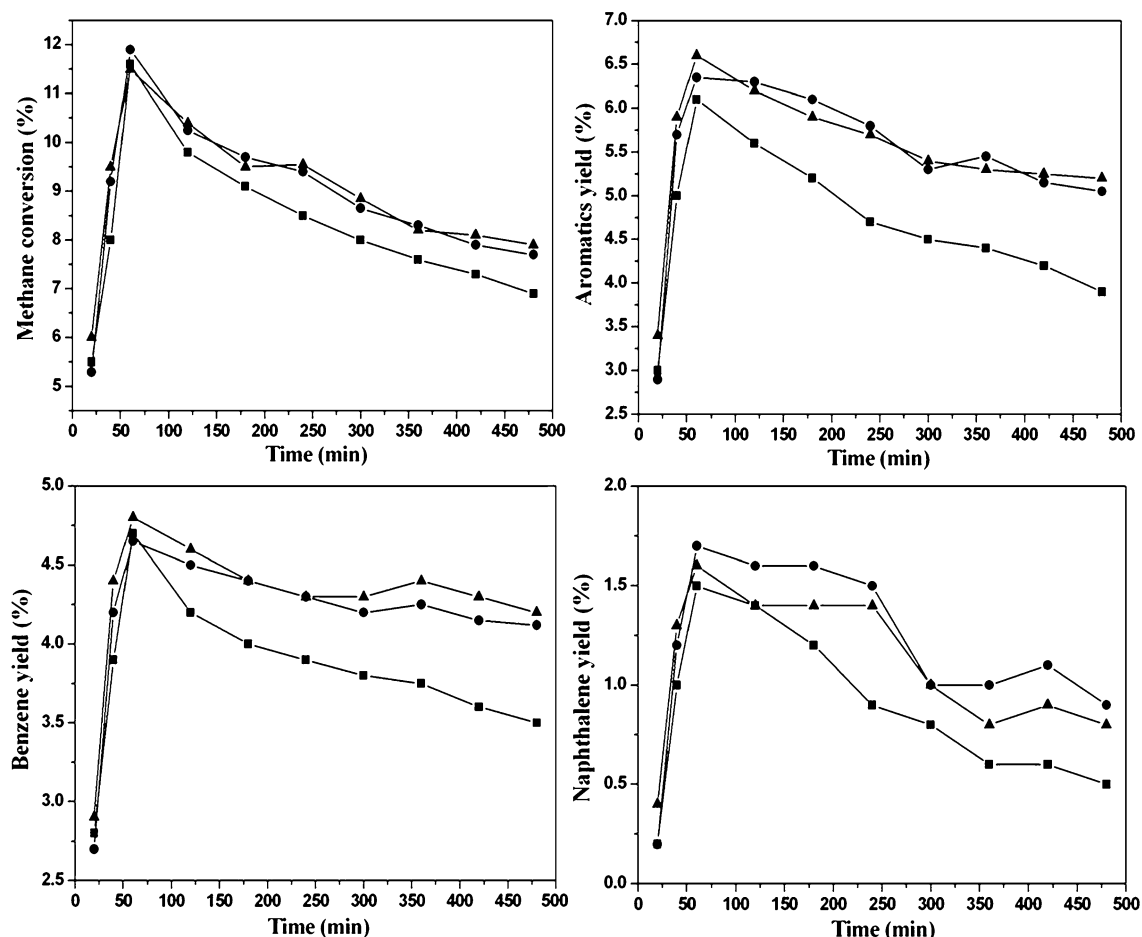 12
11
10
9
8
7
6
5
0 50 100 150 200 250 300 350 400 450 500
Methane conversion (%)
Time (min)
7.0
6.5
6.0
5.5
5.0
4.5
4.0
3.5
3.0
2.5
0 50 100 150 200 250 300 350 400 450 500
Aromatics yield (%)
Time (min)
5.0
4.5
4.0
3.5
3.0
2.5
0 50 100 150 200 250 300 350 400 450 500
Benzene yield (%)
Time (min)
2.0
1.5
1.0
0.5
0.0
0 50 100 150 200 250 300 350 400 450 500
Naphthalene yield (%)
Time (min)